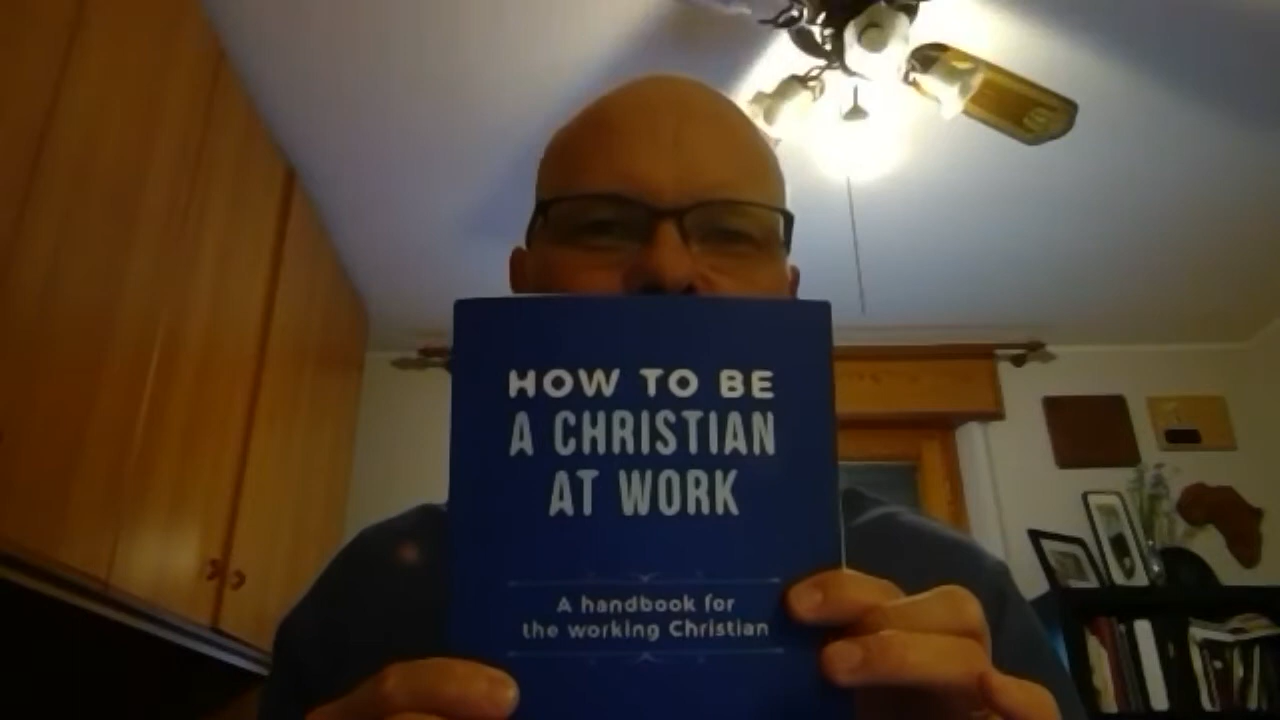 HOW TO BE
A CHRISTIAN
AT WORK
A handbook for
the working Christian